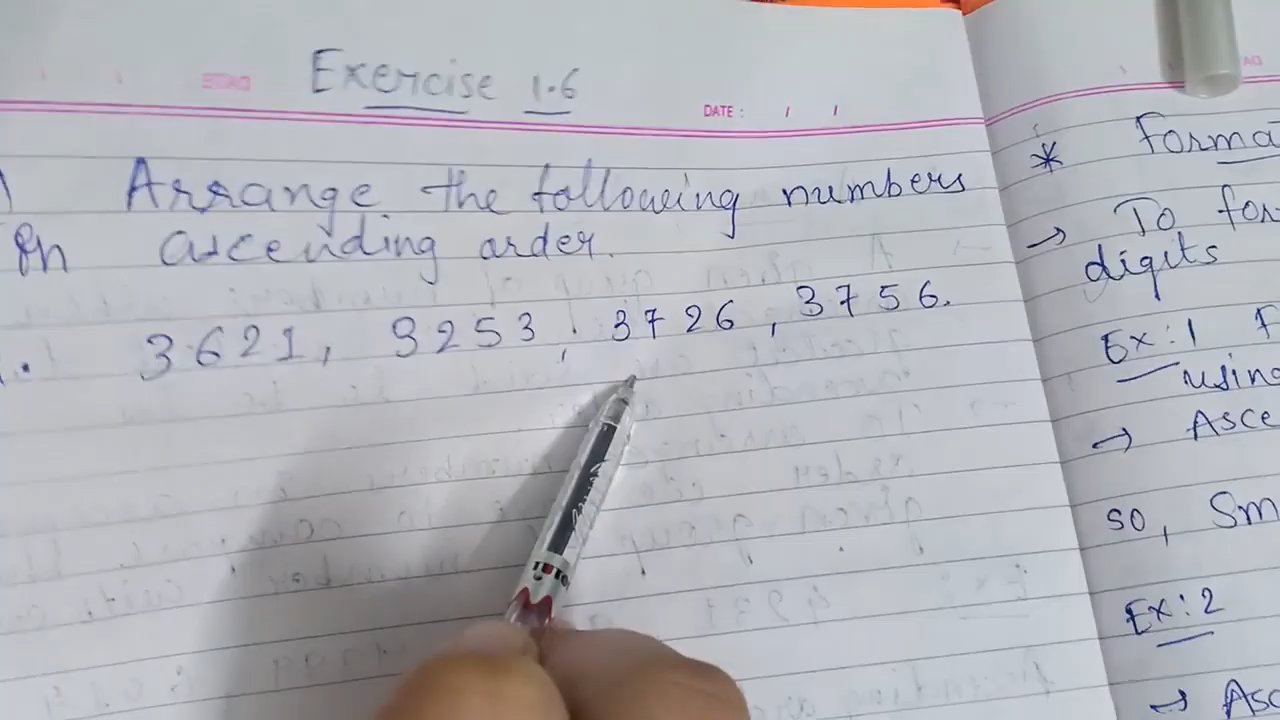 Exercise 1.6
DATE : / /
Arrange the following numbers
in ascending order.
3621, 9253, 3726, 3756.
* Forma
→ To for
digits
Ex:1 F
using
→ Asce
so, Sm
Ex:2
→ Asc